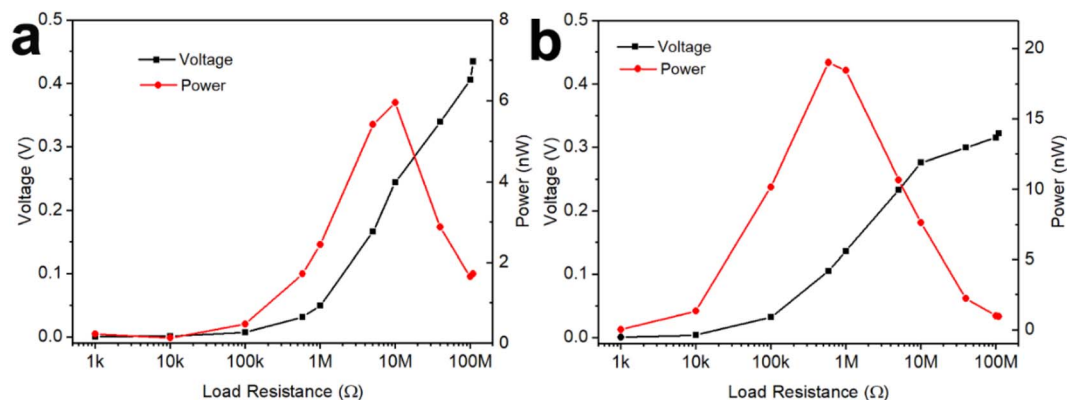 a
Voltage
Power
0.5
0.4
0.3
0.2
0.1
0.0
Voltage (V)
8
6
4
2
0
Power (nW)
1k 10k 100k 1M 10M 100M
Load Resistance (Ω)
b
Voltage
Power
0.5
0.4
0.3
0.2
0.1
0.0
Voltage (V)
20
15
10
5
0
Power (nW)
1k 10k 100k 1M 10M 100M
Load Resistance (Ω)